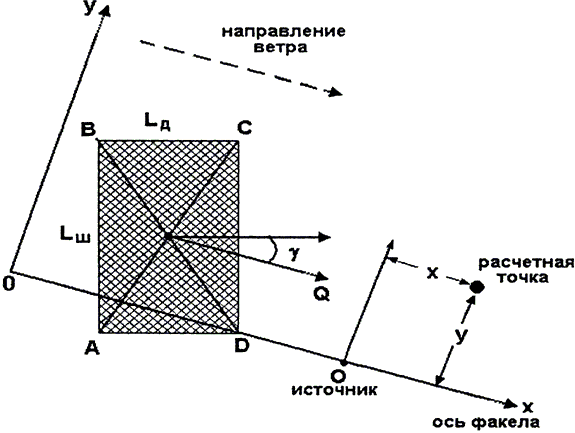 y
направление
ветра
B
Lд
C
Lш
γ
0
Q
x
расчетная
точка
y
A
D
O
источник
x
ось факела